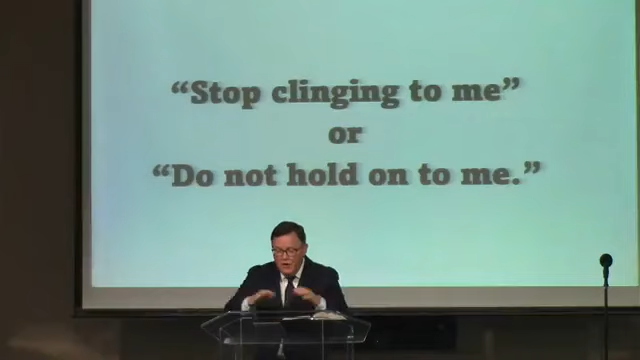 “Stop clinging to me”
or
“Do not hold on to me.”